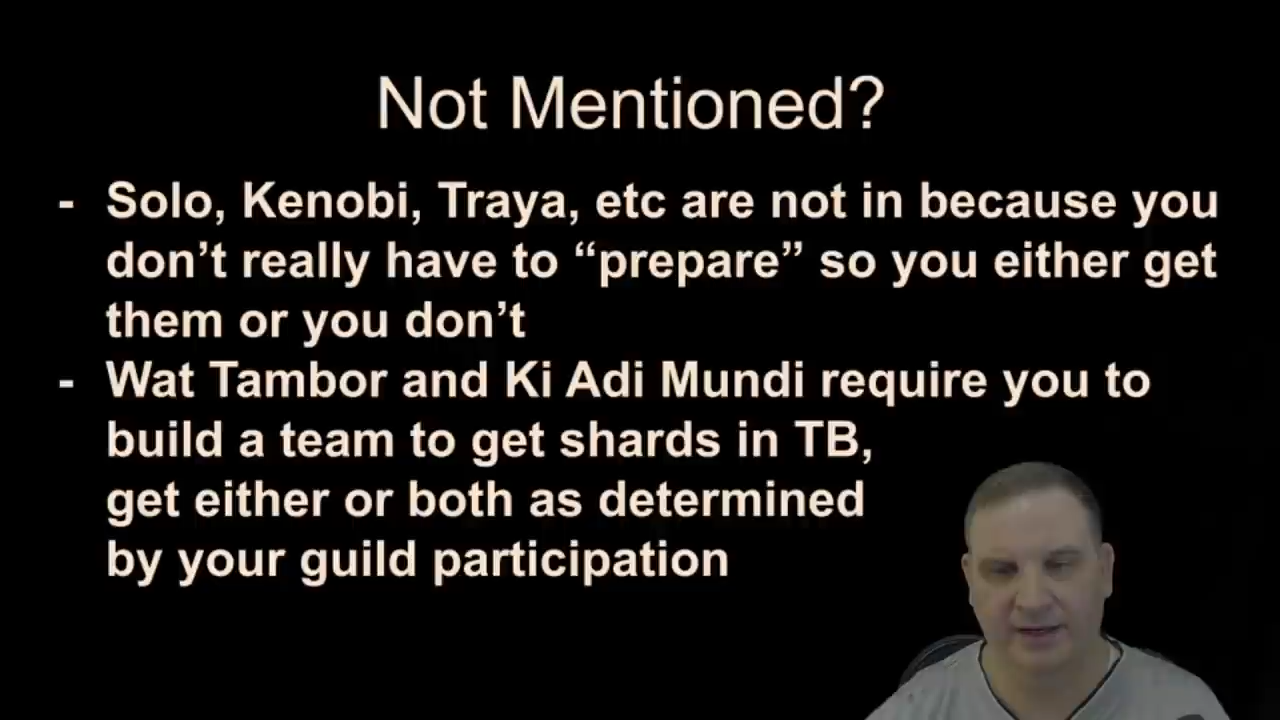 Not Mentioned?
- Solo, Kenobi, Traya, etc are not in because you
don’t really have to “prepare” so you either get
them or you don’t
- Wat Tambor and Ki Adi Mundi require you to
build a team to get shards in TB,
get either or both as determined
by your guild participation